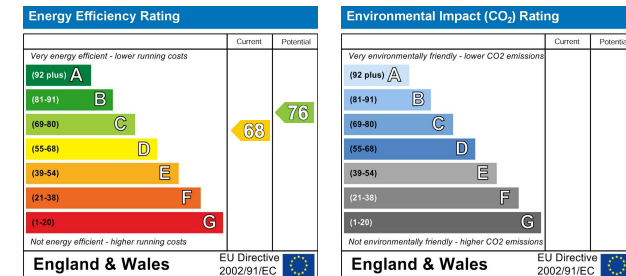 Energy Efficiency Rating
Current Potential
Very energy efficient - lower running costs
(92 plus) A
(81-91) B
(69-80) C
(55-68) D
(39-54) E
(21-38) F
(1-20) G
68
76
Not energy efficient - higher running costs
England & Wales
EU Directive
2002/91/EC
Environmental Impact (CO₂) Rating
Current Potential
Very environmentally friendly - lower CO2 emissions
(92 plus) A
(81-91) B
(69-80) C
(55-68) D
(39-54) E
(21-38) F
(1-20) G
Not environmentally friendly - higher CO2 emissions
England & Wales
EU Directive
2002/91/EC